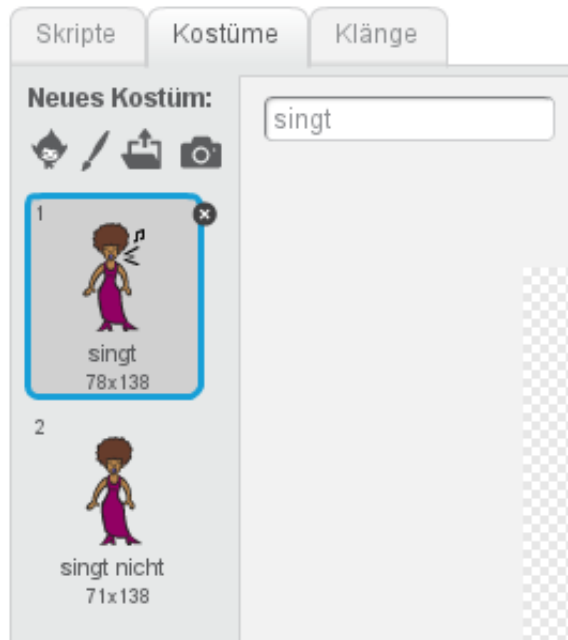 Skripte Kostüme Klänge
Neues Kostüm:
singt
1
singt
78x138
2
singt nicht
71x138